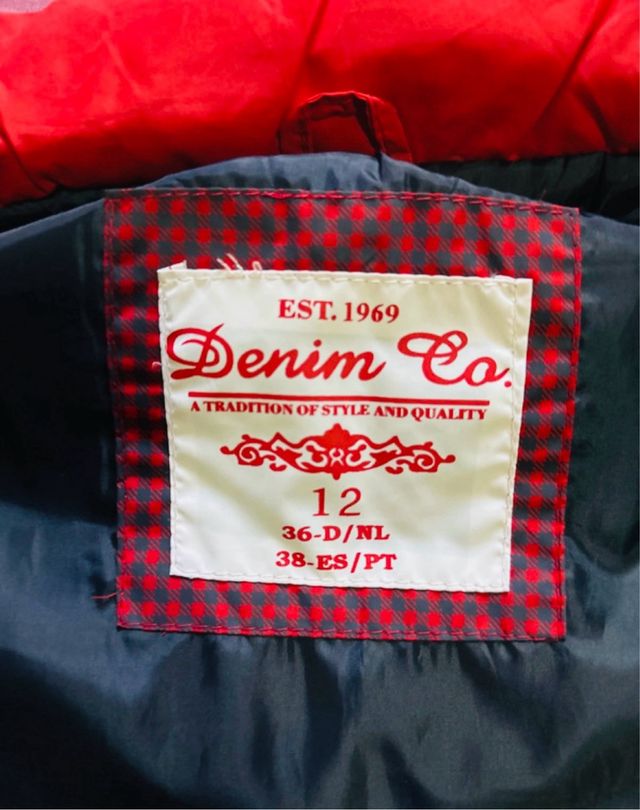 EST. 1969
Denim Co.
A TRADITION OF STYLE AND QUALITY
12
36-D/NL
38-ES/PT